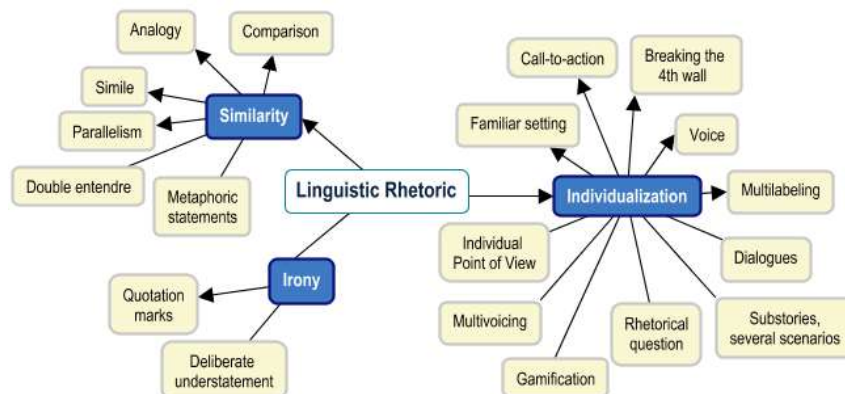 Analogy
Comparison
Simile
Similarity
Parallelism
Double entendre
Metaphoric
statements
Linguistic Rhetoric
Irony
Quotation
marks
Deliberate
understatement
Call-to-action
Breaking the
4th wall
Familiar setting
Voice
Individualization
Multilabeling
Individual
Point of View
Dialogues
Multivoicing
Rhetorical
question
Substories,
several scenarios
Gamification